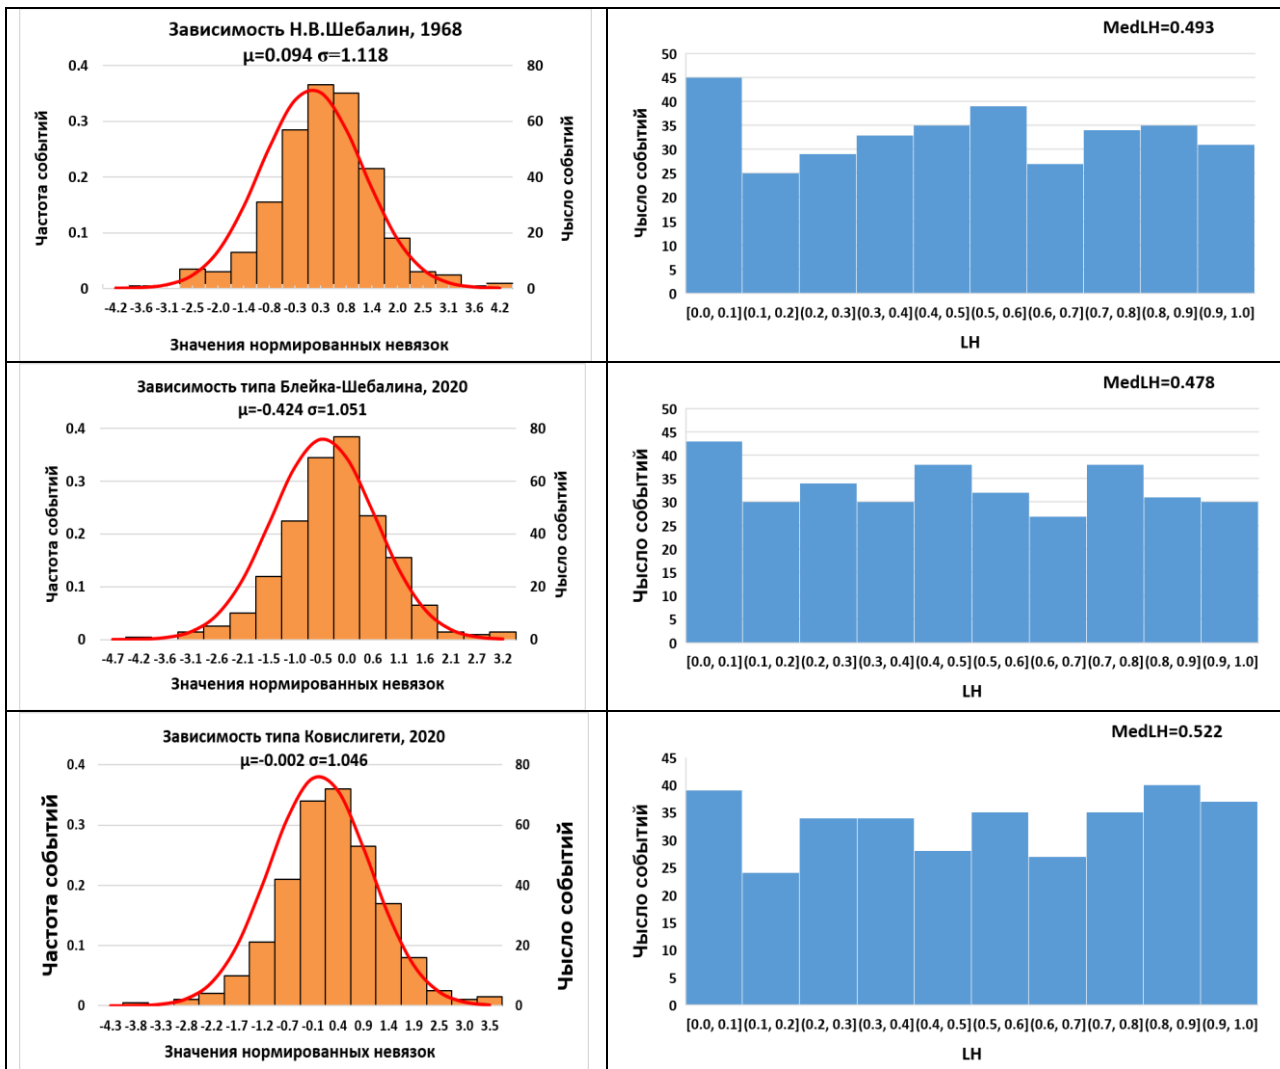 Зависимость Н.В.Шебалин, 1968
μ=0.094 σ=1.118
Частота событий
0.4
0.3
0.2
0.1
0
80
60
40
20
0
Чысло событий
-4.2 -3.6 -3.1 -2.5 -2.0 -1.4 -0.8 -0.3 0.3 0.8 1.4 2.0 2.5 3.1 3.6 4.2
Значения нормированных невязок
MedLH=0.493
Чысло событий
50
45
40
35
30
25
20
15
10
5
0
[0.0, 0.1] (0.1, 0.2] (0.2, 0.3] (0.3, 0.4] (0.4, 0.5] (0.5, 0.6] (0.6, 0.7] (0.7, 0.8] (0.8, 0.9] (0.9, 1.0]
LH
Зависимость типа Блейка-Шебалина, 2020
μ=-0.424 σ=1.051
Частота событий
0.4
0.3
0.2
0.1
0
80
60
40
20
0
Чысло событий
-4.7 -4.2 -3.6 -3.1 -2.6 -2.1 -1.5 -1.0 -0.5 0.0 0.6 1.1 1.6 2.1 2.7 3.2
Значения нормированных невязок
MedLH=0.478
Чысло событий
50
45
40
35
30
25
20
15
10
5
0
[0.0, 0.1] (0.1, 0.2] (0.2, 0.3] (0.3, 0.4] (0.4, 0.5] (0.5, 0.6] (0.6, 0.7] (0.7, 0.8] (0.8, 0.9] (0.9, 1.0]
LH
Зависимость типа Ковислигети, 2020
μ=-0.002 σ=1.046
Частота событий
0.4
0.3
0.2
0.1
0
80
60
40
20
0
Чысло событий
-4.3 -3.8 -3.3 -2.8 -2.2 -1.7 -1.2 -0.7 -0.1 0.4 0.9 1.4 1.9 2.5 3.0 3.5
Значения нормированных невязок
MedLH=0.522
Чысло событий
45
40
35
30
25
20
15
10
5
0
[0.0, 0.1] (0.1, 0.2] (0.2, 0.3] (0.3, 0.4] (0.4, 0.5] (0.5, 0.6] (0.6, 0.7] (0.7, 0.8] (0.8, 0.9] (0.9, 1.0]
LH